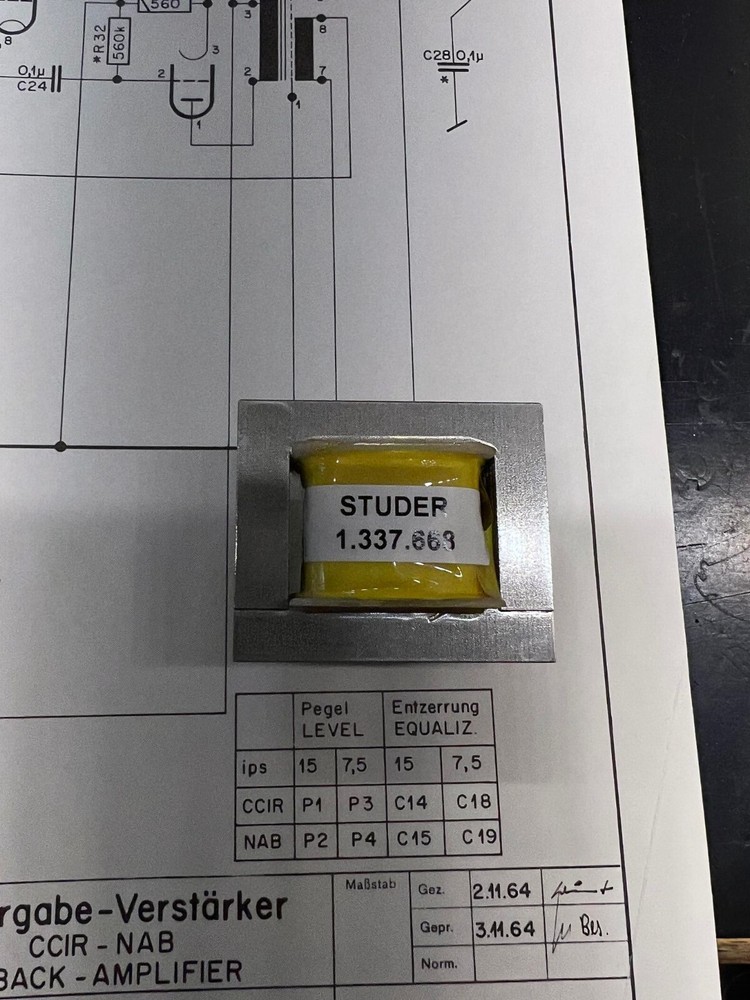 560
8
*R32
560k
3
3
8
0,1µ
C24
2
2
7
1
1
C28
0,1µ
*
STUDER
1.337.668
Pegel
LEVEL
Entzerrung
EQUALIZ.
ips 15 7,5 15 7,5
CCIR P1 P3 C14 C18
NAB P2 P4 C15 C19
rgabe-Verstärker
CCIR - NAB
BACK - AMPLIFIER
Maßstab
Gez. 2.11.64
Gepr. 3.11.64
Norm.